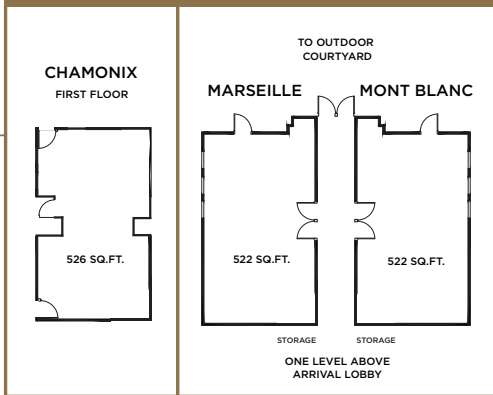 CHAMONIX
FIRST FLOOR
526 SQ.FT.
TO OUTDOOR
COURTYARD
MARSEILLE
MONT BLANC
522 SQ.FT.
522 SQ.FT.
STORAGE
STORAGE
ONE LEVEL ABOVE
ARRIVAL LOBBY